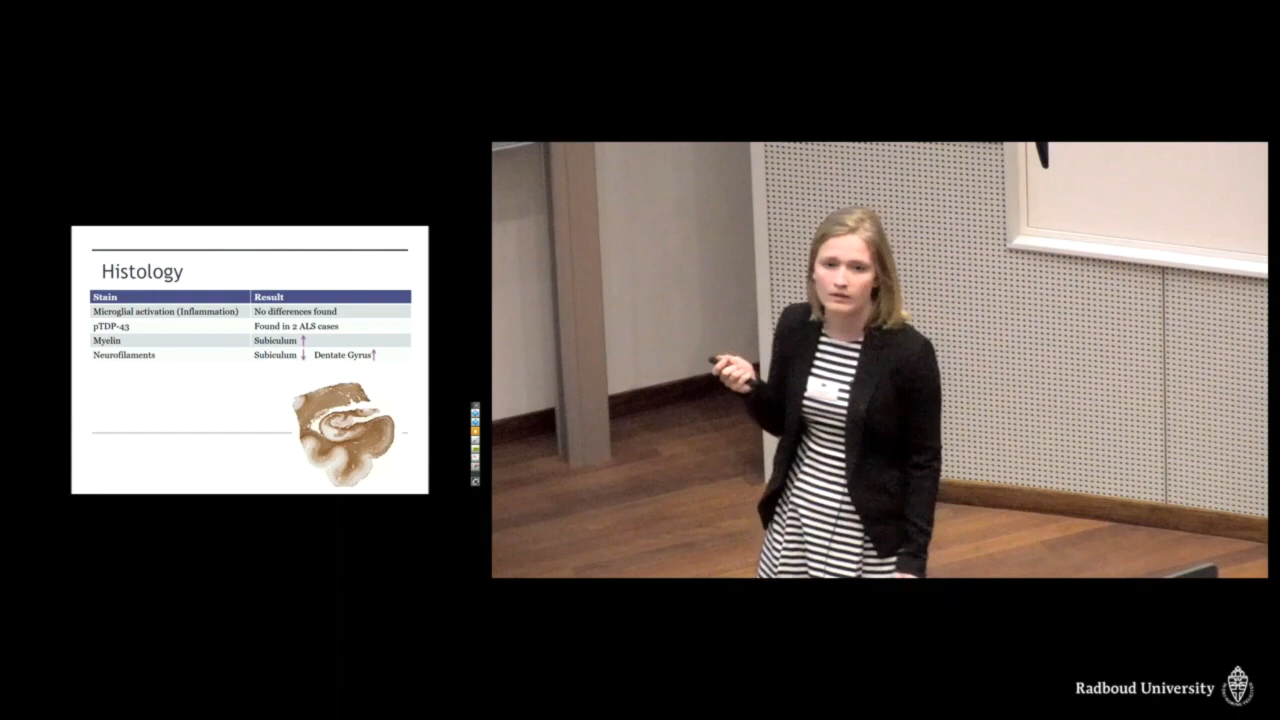 Histology
Stain Result
Microglial activation (Inflammation) No differences found
pTDP-43 Found in 2 ALS cases
Myelin Subiculum ↑
Neurofilaments Subiculum ↓ Dentate Gyrus↑
Radboud University